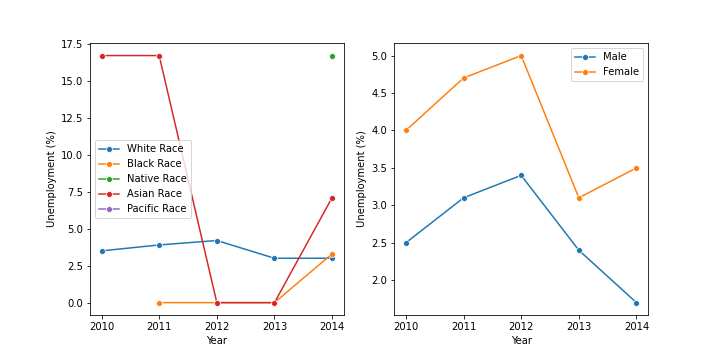 17.5
15.0
12.5
10.0
7.5
5.0
2.5
0.0
Unemployment (%)
White Race
Black Race
Native Race
Asian Race
Pacific Race
2010 2011 2012 2013 2014
Year
5.0
4.5
4.0
3.5
3.0
2.5
2.0
Unemployment (%)
Male
Female
2010 2011 2012 2013 2014
Year